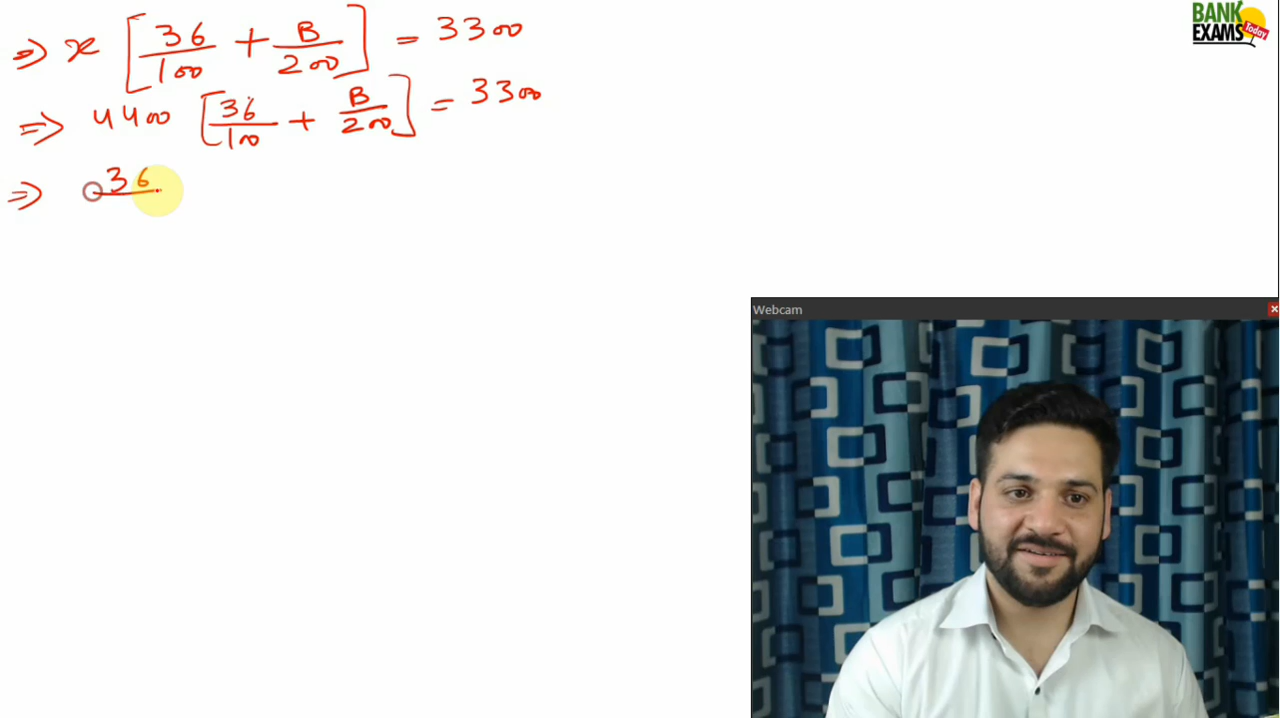 ⇒ x [36/100 + B/200] = 3300
⇒ 4400 [36/100 + B/200] = 3300
⇒ 36
BANK
EXAMS Today
Webcam